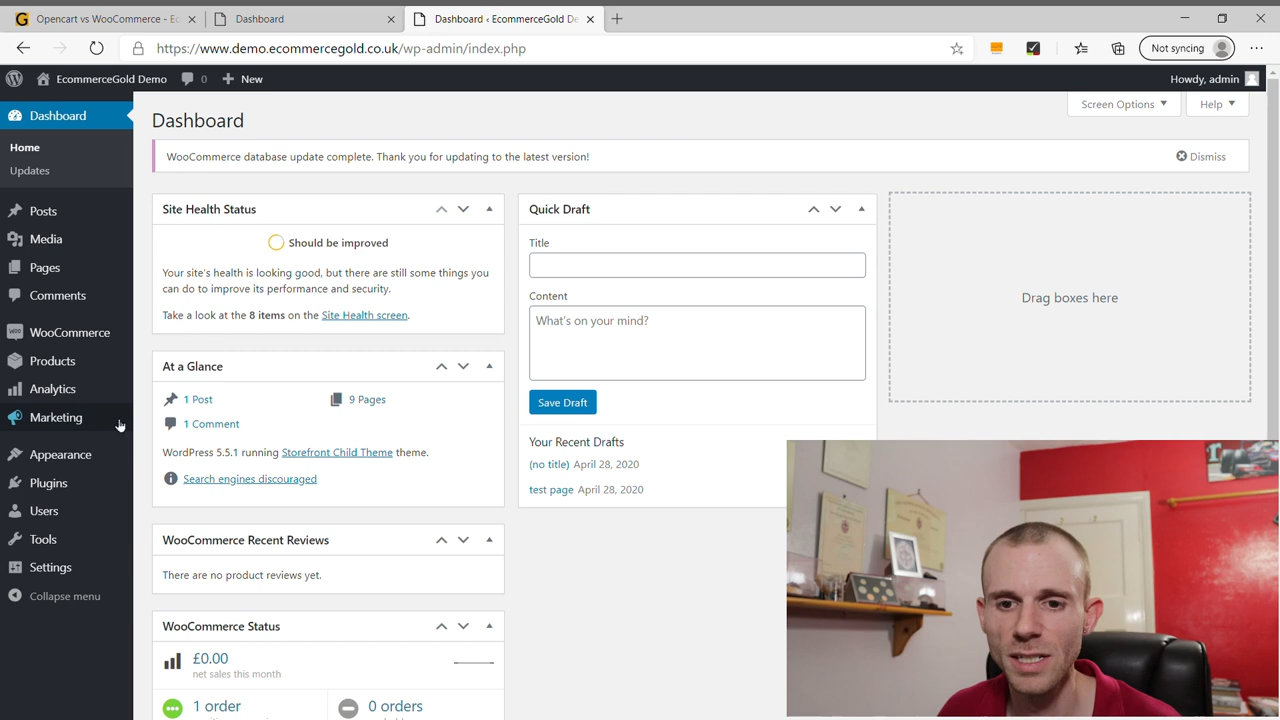 Opencart vs WooCommerce - Ec
Dashboard
Dashboard ‹ EcommerceGold De
https://www.demo.ecommercegold.co.uk/wp-admin/index.php
Not syncing
EcommerceGold Demo
0
New
Howdy, admin
Dashboard
Home
Updates
Posts
Media
Pages
Comments
WooCommerce
Products
Analytics
Marketing
Appearance
Plugins
Users
Tools
Settings
Collapse menu
Screen Options
Help
Dashboard
WooCommerce database update complete. Thank you for updating to the latest version!
Dismiss
Site Health Status
Should be improved
Your site's health is looking good, but there are still some things you
can do to improve its performance and security.
Take a look at the 8 items on the Site Health screen.
At a Glance
1 Post
9 Pages
1 Comment
WordPress 5.5.1 running Storefront Child Theme theme.
Search engines discouraged
WooCommerce Recent Reviews
There are no product reviews yet.
WooCommerce Status
£0.00
net sales this month
1 order
0 orders
Quick Draft
Title
Content
What's on your mind?
Save Draft
Your Recent Drafts
(no title) April 28, 2020
test page April 28, 2020
Drag boxes here